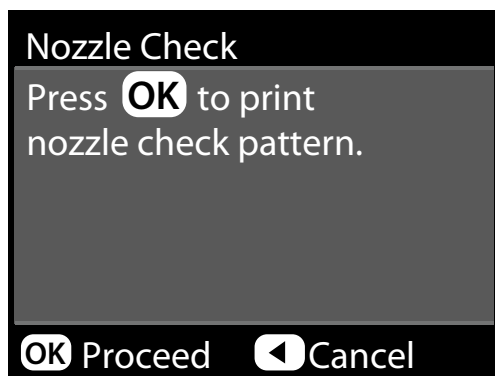 Nozzle Check
Press OK to print
nozzle check pattern.
OK Proceed ◀ Cancel